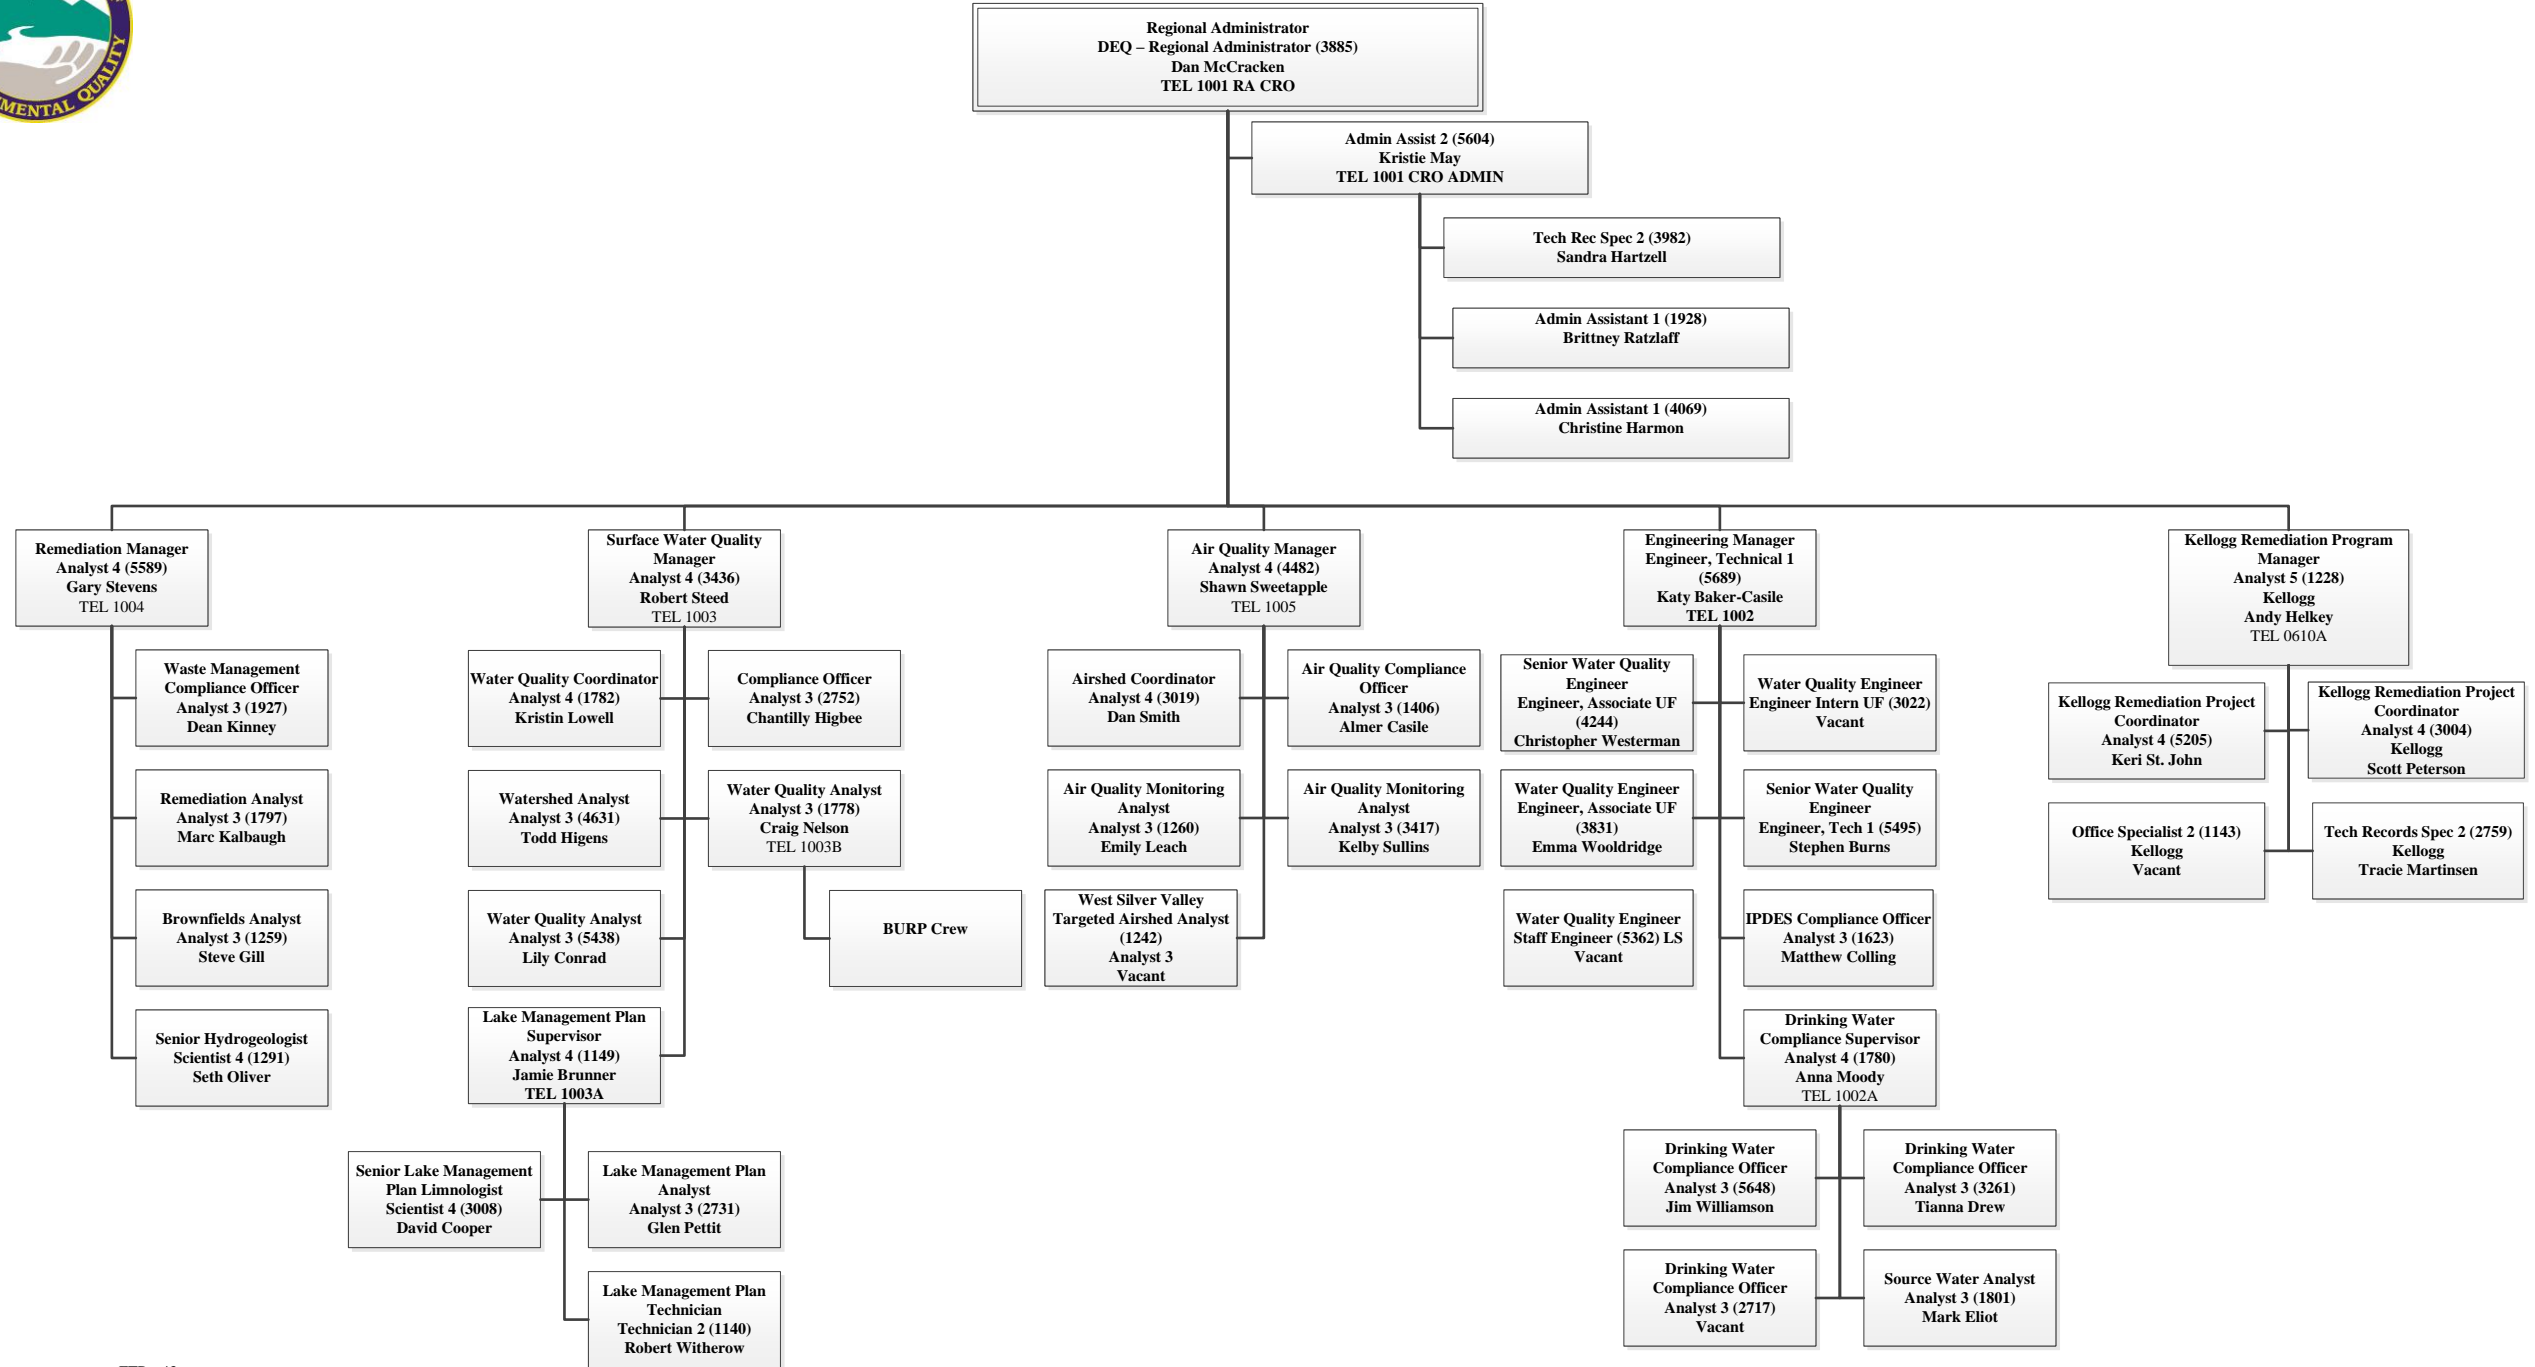 MENTAL QUALITY
Regional Administrator
DEQ – Regional Administrator (3885)
Dan McCracken
TEL 1001 RA CRO
Admin Assist 2 (5604)
Kristie May
TEL 1001 CRO ADMIN
Tech Rec Spec 2 (3982)
Sandra Hartzell
Admin Assistant 1 (1928)
Brittney Ratzlaff
Admin Assistant 1 (4069)
Christine Harmon
Remediation Manager
Analyst 4 (5589)
Gary Stevens
TEL 1004
Waste Management
Compliance Officer
Analyst 3 (1927)
Dean Kinney
Remediation Analyst
Analyst 3 (1797)
Marc Kalbaugh
Brownfields Analyst
Analyst 3 (1259)
Steve Gill
Senior Hydrogeologist
Scientist 4 (1291)
Seth Oliver
Surface Water Quality
Manager
Analyst 4 (3436)
Robert Steed
TEL 1003
Water Quality Coordinator
Analyst 4 (1782)
Kristin Lowell
Compliance Officer
Analyst 3 (2752)
Chantilly Higbee
Watershed Analyst
Analyst 3 (4631)
Todd Higens
Water Quality Analyst
Analyst 3 (1778)
Craig Nelson
TEL 1003B
Water Quality Analyst
Analyst 3 (5438)
Lily Conrad
BURP Crew
Lake Management Plan
Supervisor
Analyst 4 (1149)
Jamie Brunner
TEL 1003A
Senior Lake Management
Plan Limnologist
Scientist 4 (3008)
David Cooper
Lake Management Plan
Analyst
Analyst 3 (2731)
Glen Pettit
Lake Management Plan
Technician
Technician 2 (1140)
Robert Witherow
Air Quality Manager
Analyst 4 (4482)
Shawn Sweetapple
TEL 1005
Airshed Coordinator
Analyst 4 (3019)
Dan Smith
Air Quality Compliance
Officer
Analyst 3 (1406)
Almer Casile
Air Quality Monitoring
Analyst
Analyst 3 (1260)
Emily Leach
Air Quality Monitoring
Analyst
Analyst 3 (3417)
Kelby Sullins
West Silver Valley
Targeted Airshed Analyst
(1242)
Analyst 3
Vacant
Engineering Manager
Engineer, Technical 1
(5689)
Katy Baker-Casile
TEL 1002
Senior Water Quality
Engineer
Engineer, Associate UF
(4244)
Christopher Westerman
Water Quality Engineer
Engineer Intern UF (3022)
Vacant
Water Quality Engineer
Engineer, Associate UF
(3831)
Emma Wooldridge
Senior Water Quality
Engineer
Engineer, Tech 1 (5495)
Stephen Burns
Water Quality Engineer
Staff Engineer (5362) LS
Vacant
IPDES Compliance Officer
Analyst 3 (1623)
Matthew Colling
Drinking Water
Compliance Supervisor
Analyst 4 (1780)
Anna Moody
TEL 1002A
Drinking Water
Compliance Officer
Analyst 3 (5648)
Jim Williamson
Drinking Water
Compliance Officer
Analyst 3 (3261)
Tianna Drew
Drinking Water
Compliance Officer
Analyst 3 (2717)
Vacant
Source Water Analyst
Analyst 3 (1801)
Mark Eliot
Kellogg Remediation Program
Manager
Analyst 5 (1228)
Kellogg
Andy Helkey
TEL 0610A
Kellogg Remediation Project
Coordinator
Analyst 4 (5205)
Keri St. John
Kellogg Remediation Project
Coordinator
Analyst 4 (3004)
Kellogg
Scott Peterson
Office Specialist 2 (1143)
Kellogg
Vacant
Tech Records Spec 2 (2759)
Kellogg
Tracie Martinsen